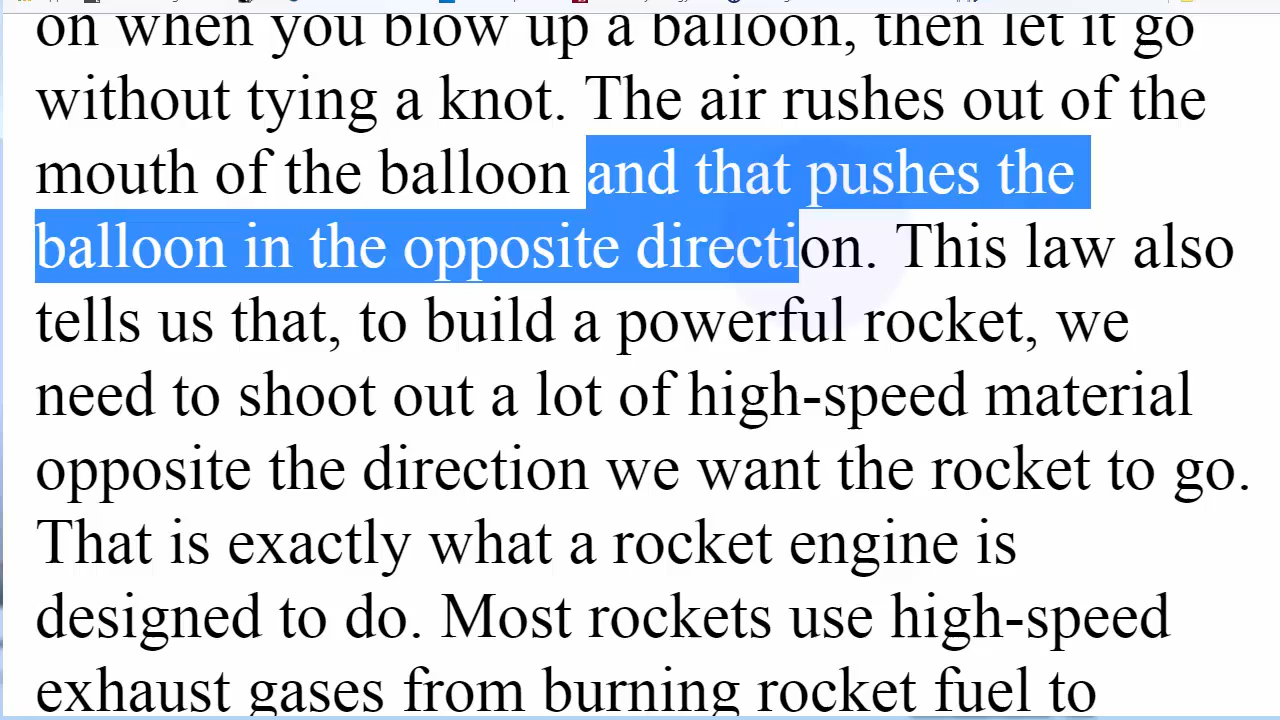 on when you blow up a balloon, then let it go
without tying a knot. The air rushes out of the
mouth of the balloon and that pushes the
balloon in the opposite direction. This law also
tells us that, to build a powerful rocket, we
need to shoot out a lot of high-speed material
opposite the direction we want the rocket to go.
That is exactly what a rocket engine is
designed to do. Most rockets use high-speed
exhaust gases from burning rocket fuel to